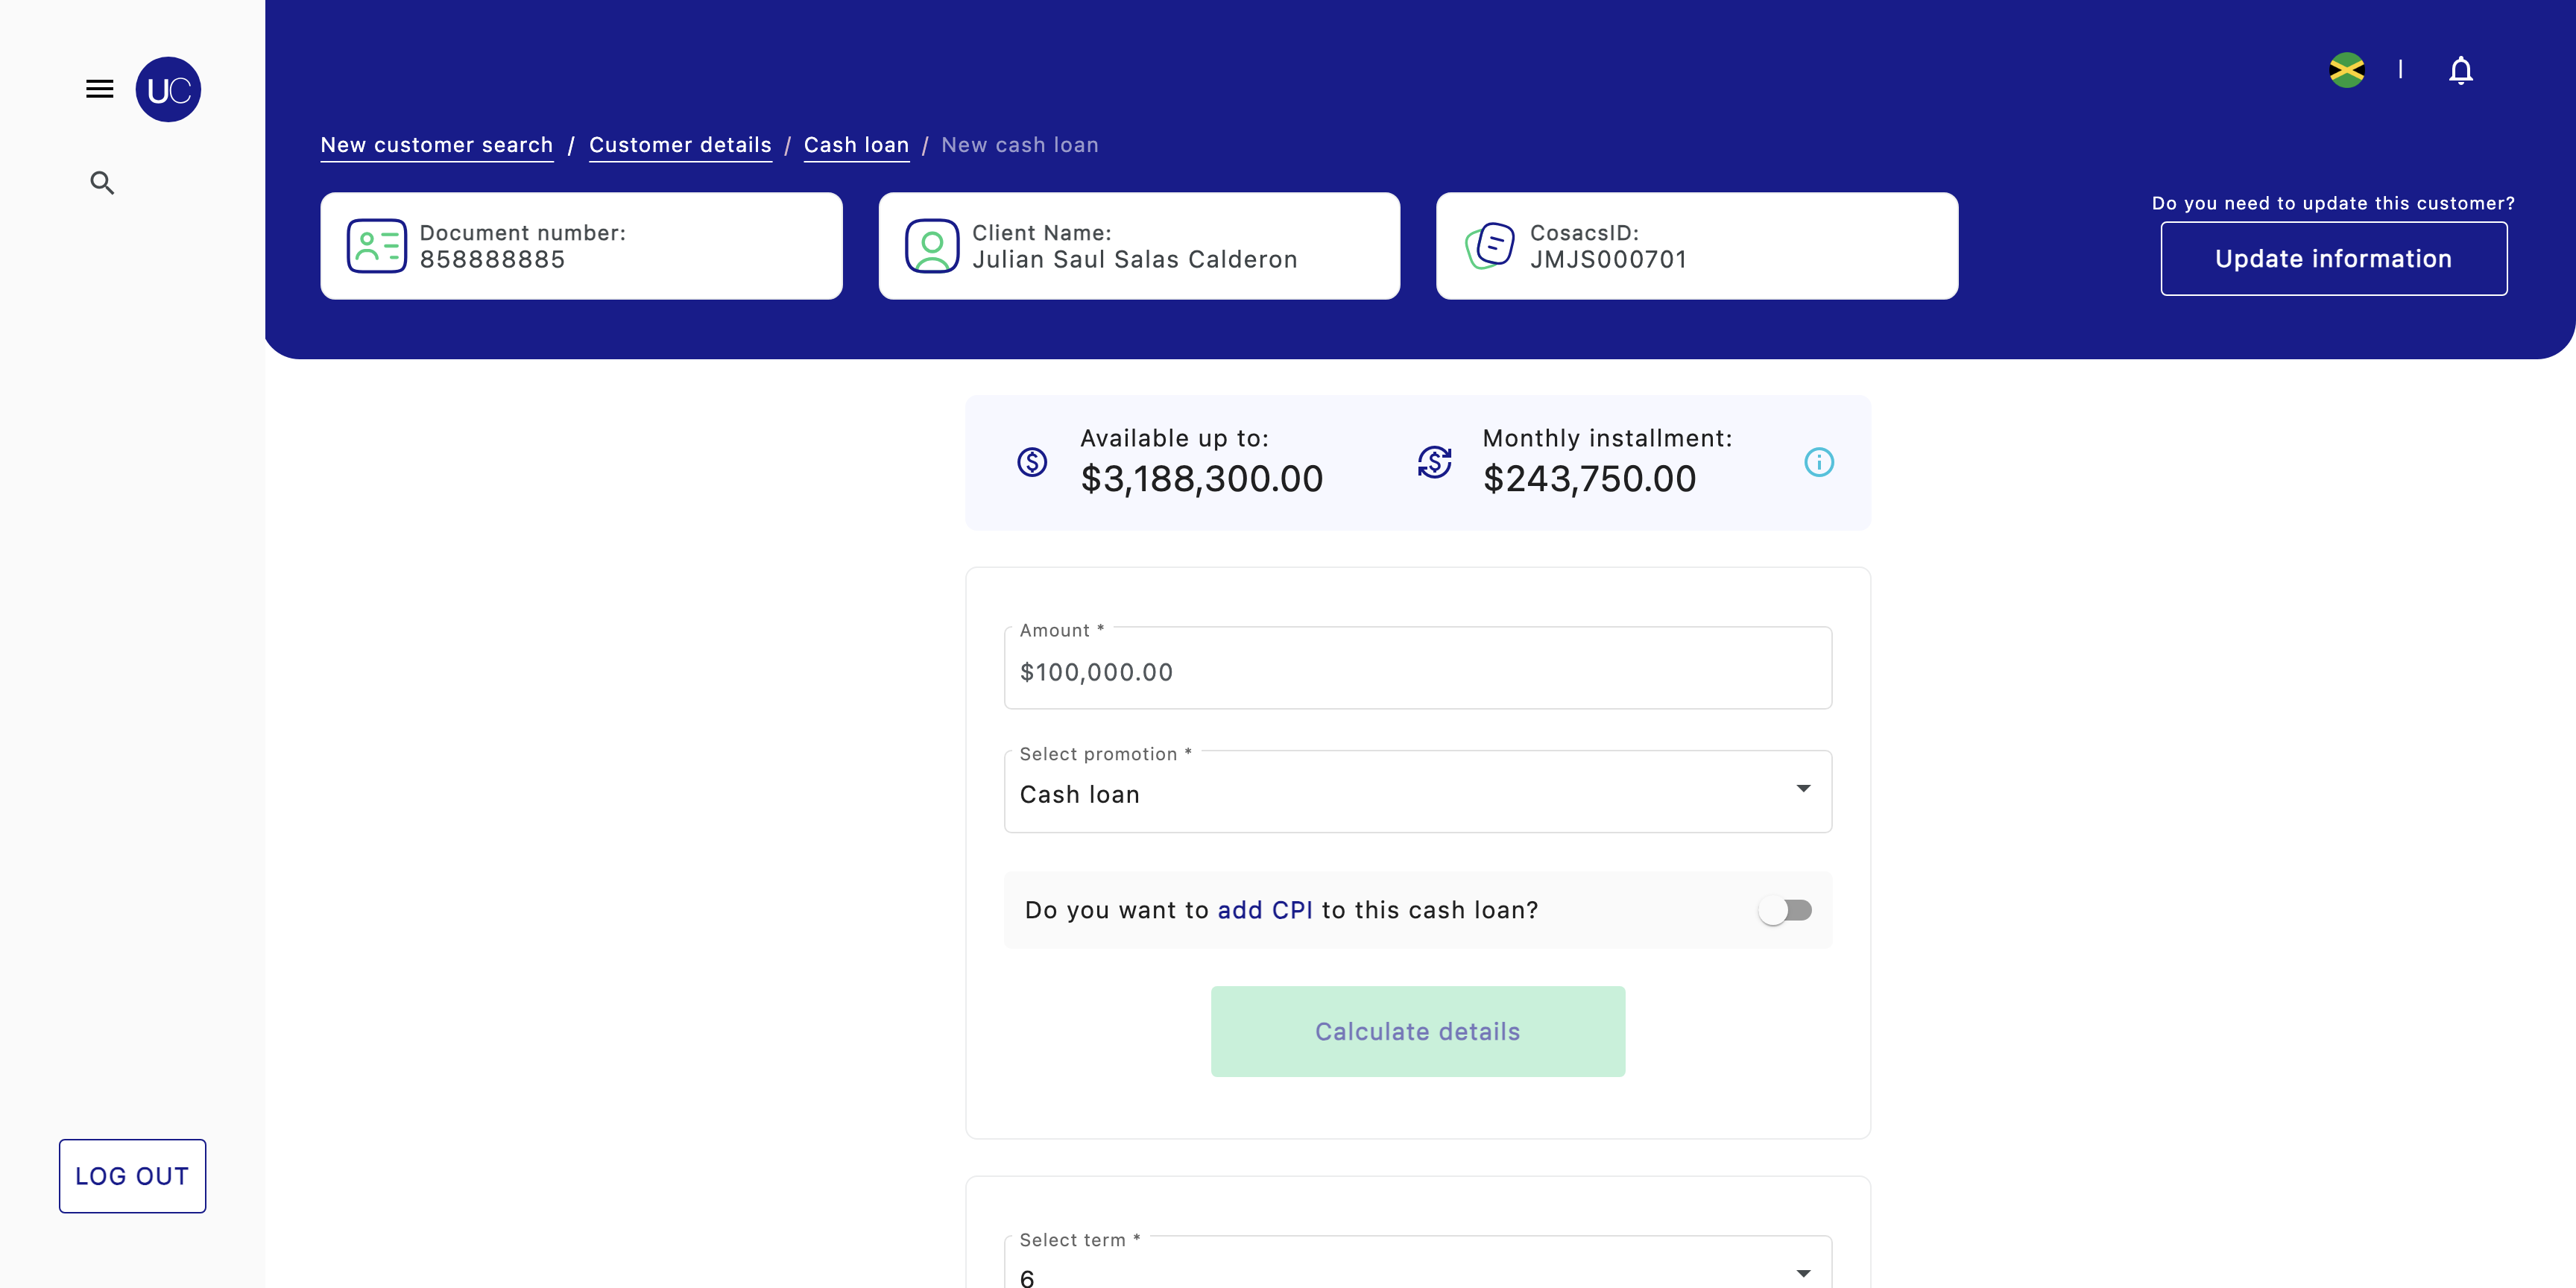 UC
New customer search / Customer details / Cash loan / New cash loan
Document number:
858888885
Client Name:
Julian Saul Salas Calderon
CosacsID:
JMJS000701
Do you need to update this customer?
Update information
Available up to:
$3,188,300.00
Monthly installment:
$243,750.00
Amount *
$100,000.00
Select promotion *
Cash loan
Do you want to add CPI to this cash loan?
Calculate details
LOG OUT
Select term *
6